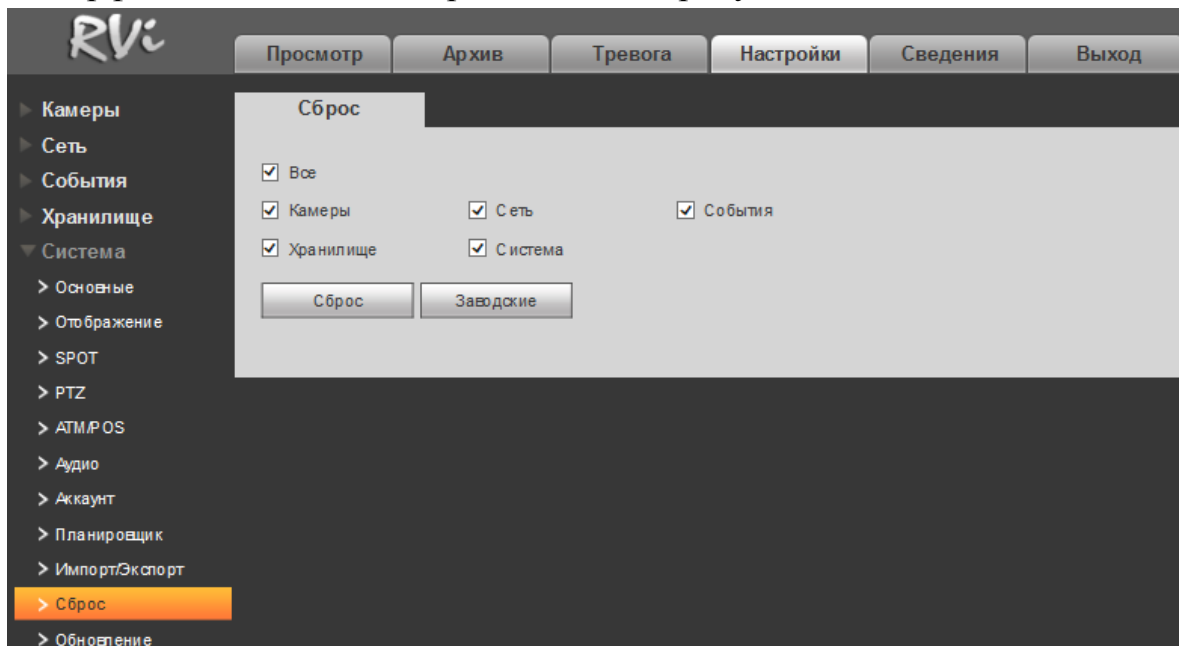 RVi
Просмотр Архив Тревога Настройки Сведения Выход
Камеры
Сеть
События
Хранилище
Система
Основные
Отображение
SPOT
PTZ
ATM/POS
Аудио
Аккаунт
Планировщик
Импорт/Экспорт
Сброс
Обновление
Сброс
Все
Камеры Сеть События
Хранилище Система
Сброс Заводские